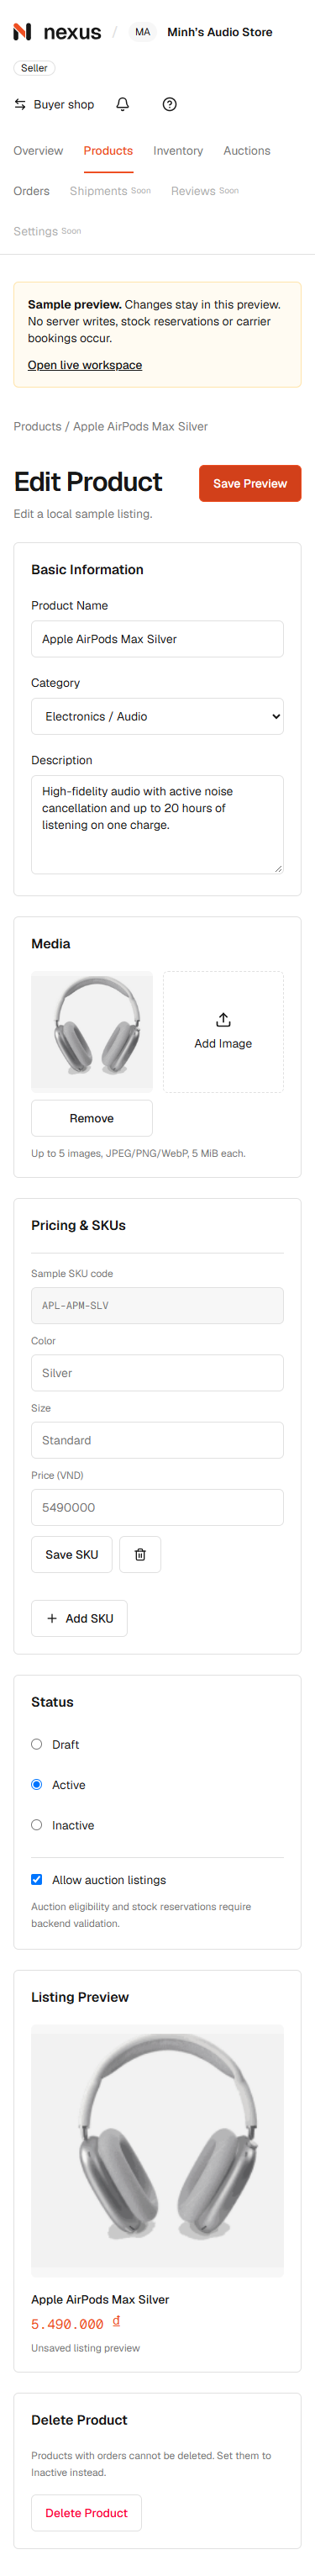 nexus / MA Minh's Audio Store
Seller
Buyer shop
Overview Products Inventory Auctions
Orders Shipments Soon Reviews Soon
Settings Soon
Sample preview. Changes stay in this preview.
No server writes, stock reservations or carrier
bookings occur.
Open live workspace
Products / Apple AirPods Max Silver
Edit Product Save Preview
Edit a local sample listing.
Basic Information
Product Name
Apple AirPods Max Silver
Category
Electronics / Audio
Description
High-fidelity audio with active noise
cancellation and up to 20 hours of
listening on one charge.
Media
Add Image
Remove
Up to 5 images, JPEG/PNG/WebP, 5 MiB each.
Pricing & SKUs
Sample SKU code
APL-APM-SLV
Color
Silver
Size
Standard
Price (VND)
5490000
Save SKU
+ Add SKU
Status
Draft
Active
Inactive
Allow auction listings
Auction eligibility and stock reservations require
backend validation.
Listing Preview
Apple AirPods Max Silver
5.490.000 ₫
Unsaved listing preview
Delete Product
Products with orders cannot be deleted. Set them to
Inactive instead.
Delete Product